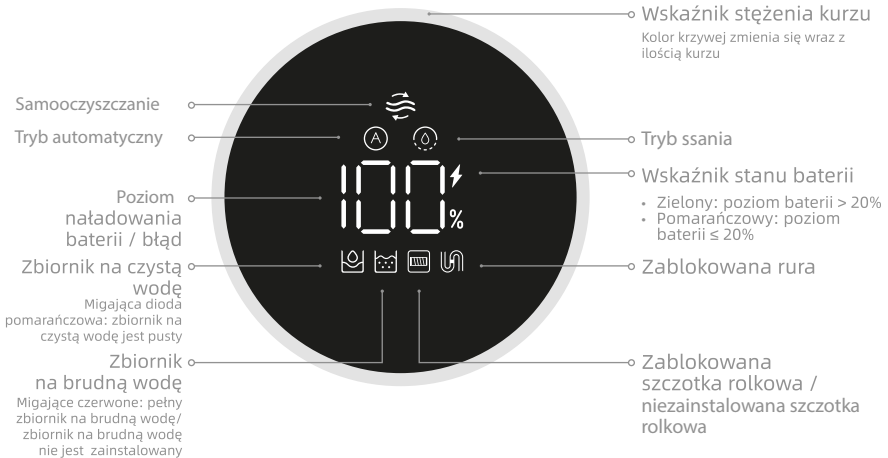 Wskaźnik stężenia kurzu
Kolor krzywej zmienia się wraz z
ilością kurzu
Samooczyszczanie
Tryb automatyczny
A
Tryb ssania
Poziom
naładowania
baterii / błąd
100
%
Wskaźnik stanu baterii
• Zielony: poziom baterii > 20%
• Pomarańczowy: poziom
baterii ≤ 20%
Zbiornik na czystą
wodę
Migająca dioda
pomarańczowa: zbiornik na
czystą wodę jest pusty
Zablokowana rura
Zbiornik
na brudną wodę
Migające czerwone: pełny
zbiornik na brudną wodę/
zbiornik na brudną wodę
nie jest zainstalowany
Zablokowana
szczotka rolkowa /
niezainstalowana szczotka
rolkowa